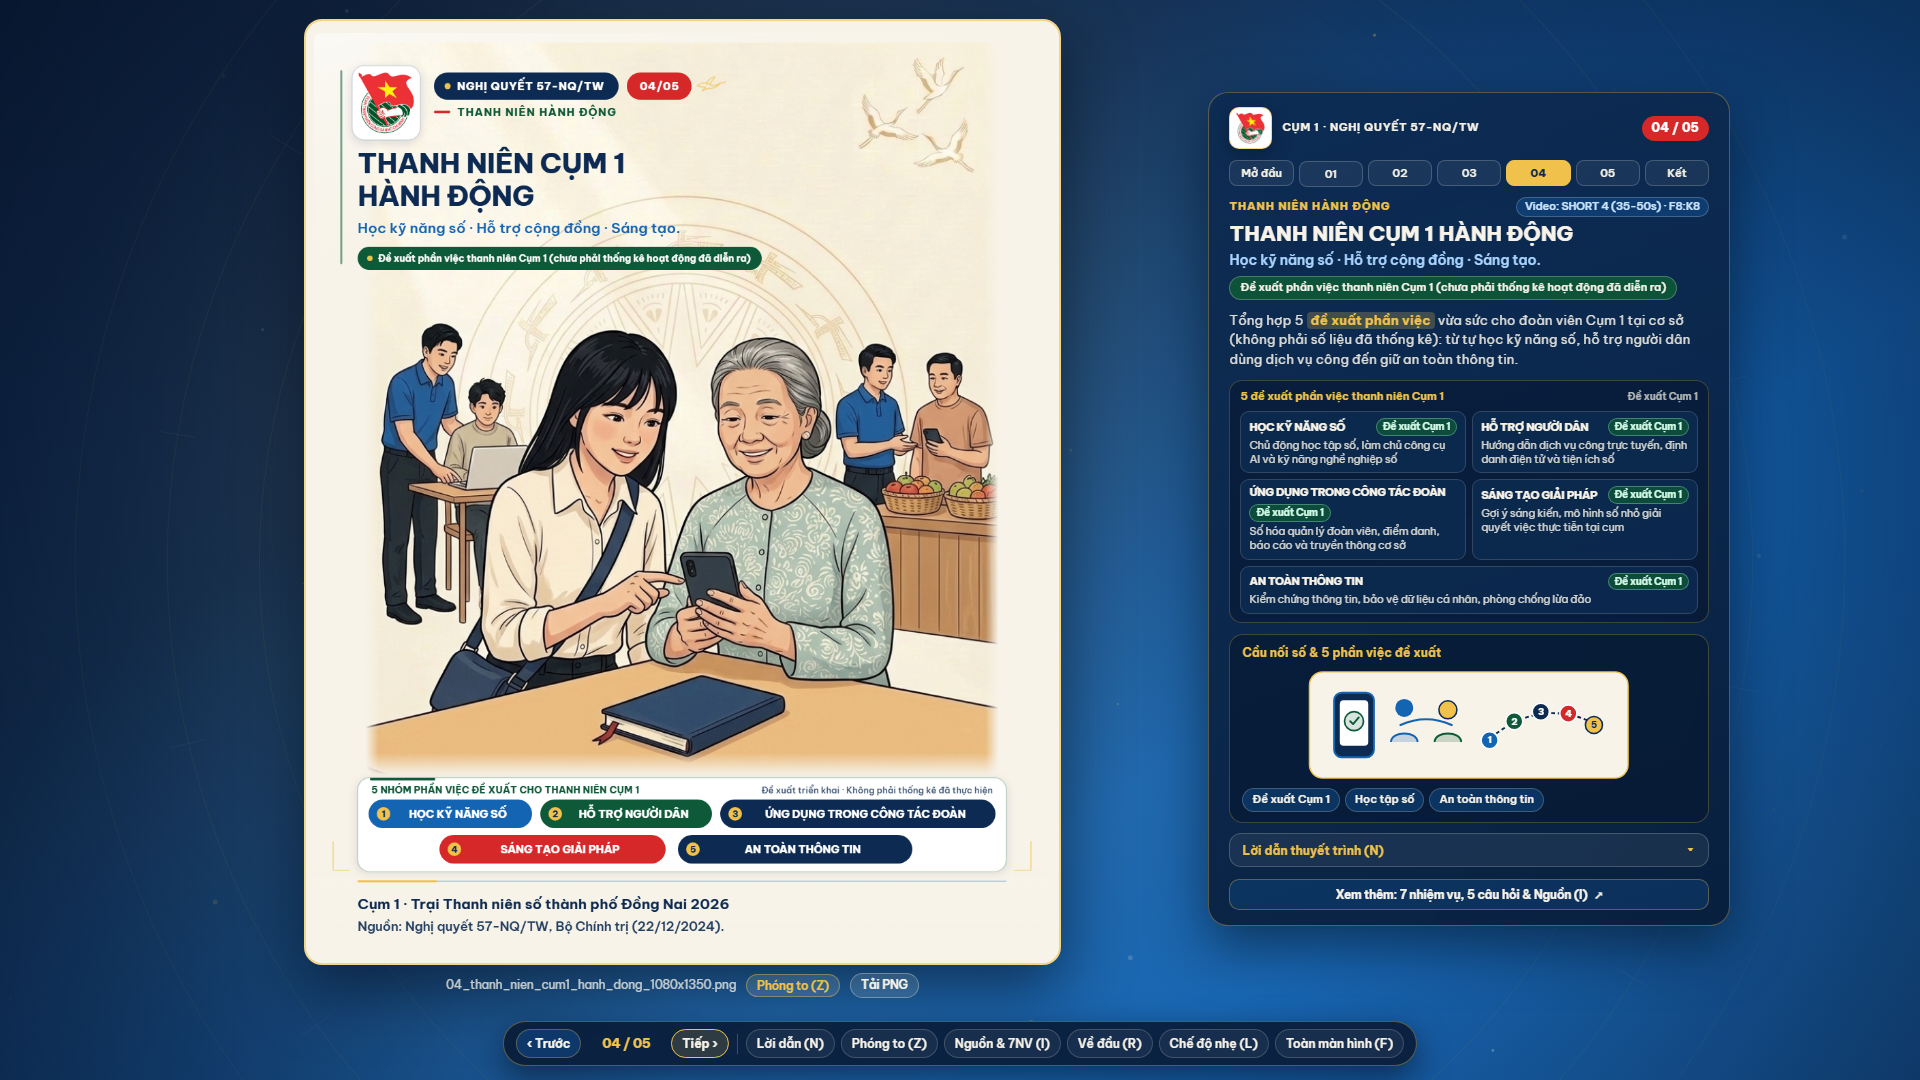 NGHỊ QUYẾT 57-NQ/TW
04/05
THANH NIÊN HÀNH ĐỘNG
THANH NIÊN CỤM 1
HÀNH ĐỘNG
Học kỹ năng số · Hỗ trợ cộng đồng · Sáng tạo.
Đề xuất phần việc thanh niên Cụm 1 (chưa phải thống kê hoạt động đã diễn ra)
5 NHÓM PHẦN VIỆC ĐỀ XUẤT CHO THANH NIÊN CỤM 1
Đề xuất triển khai · Không phải thống kê đã thực hiện
1 HỌC KỸ NĂNG SỐ
2 HỖ TRỢ NGƯỜI DÂN
3 ỨNG DỤNG TRONG CÔNG TÁC ĐOÀN
4 SÁNG TẠO GIẢI PHÁP
5 AN TOÀN THÔNG TIN
Cụm 1 · Trại Thanh niên số thành phố Đồng Nai 2026
Nguồn: Nghị quyết 57-NQ/TW, Bộ Chính trị (22/12/2024).
04_thanh_nien_cum1_hanh_dong_1080x1350.png
Phóng to (Z)
Tải PNG
CỤM 1 · NGHỊ QUYẾT 57-NQ/TW
04 / 05
Mở đầu
01
02
03
04
05
Kết
THANH NIÊN HÀNH ĐỘNG
Video: SHORT 4 (35-50s) · F8:K8
THANH NIÊN CỤM 1 HÀNH ĐỘNG
Học kỹ năng số · Hỗ trợ cộng đồng · Sáng tạo.
Đề xuất phần việc thanh niên Cụm 1 (chưa phải thống kê hoạt động đã diễn ra)
Tổng hợp 5 đề xuất phần việc vừa sức cho đoàn viên Cụm 1 tại cơ sở
(không phải số liệu đã thống kê): từ tự học kỹ năng số, hỗ trợ người dân
dùng dịch vụ công đến giữ an toàn thông tin.
5 đề xuất phần việc thanh niên Cụm 1
Đề xuất Cụm 1
HỌC KỸ NĂNG SỐ
Đề xuất Cụm 1
Chủ động học tập số, làm chủ công cụ
AI và kỹ năng nghề nghiệp số
HỖ TRỢ NGƯỜI DÂN
Đề xuất Cụm 1
Hướng dẫn dịch vụ công trực tuyến, định
danh điện tử và tiện ích số
ỨNG DỤNG TRONG CÔNG TÁC ĐOÀN
Đề xuất Cụm 1
Số hóa quản lý đoàn viên, điểm danh,
báo cáo và truyền thông cơ sở
SÁNG TẠO GIẢI PHÁP
Đề xuất Cụm 1
Gợi ý sáng kiến, mô hình số nhỏ giải
quyết việc thực tiễn tại cụm
AN TOÀN THÔNG TIN
Đề xuất Cụm 1
Kiểm chứng thông tin, bảo vệ dữ liệu cá nhân, phòng chống lừa đảo
Cầu nối số & 5 phần việc đề xuất
1
2
3
4
5
Đề xuất Cụm 1
Học tập số
An toàn thông tin
Lời dẫn thuyết trình (N)
Xem thêm: 7 nhiệm vụ, 5 câu hỏi & Nguồn (I) ↗
‹ Trước
04 / 05
Tiếp ›
Lời dẫn (N)
Phóng to (Z)
Nguồn & 7NV (I)
Về đầu (R)
Chế độ nhẹ (L)
Toàn màn hình (F)